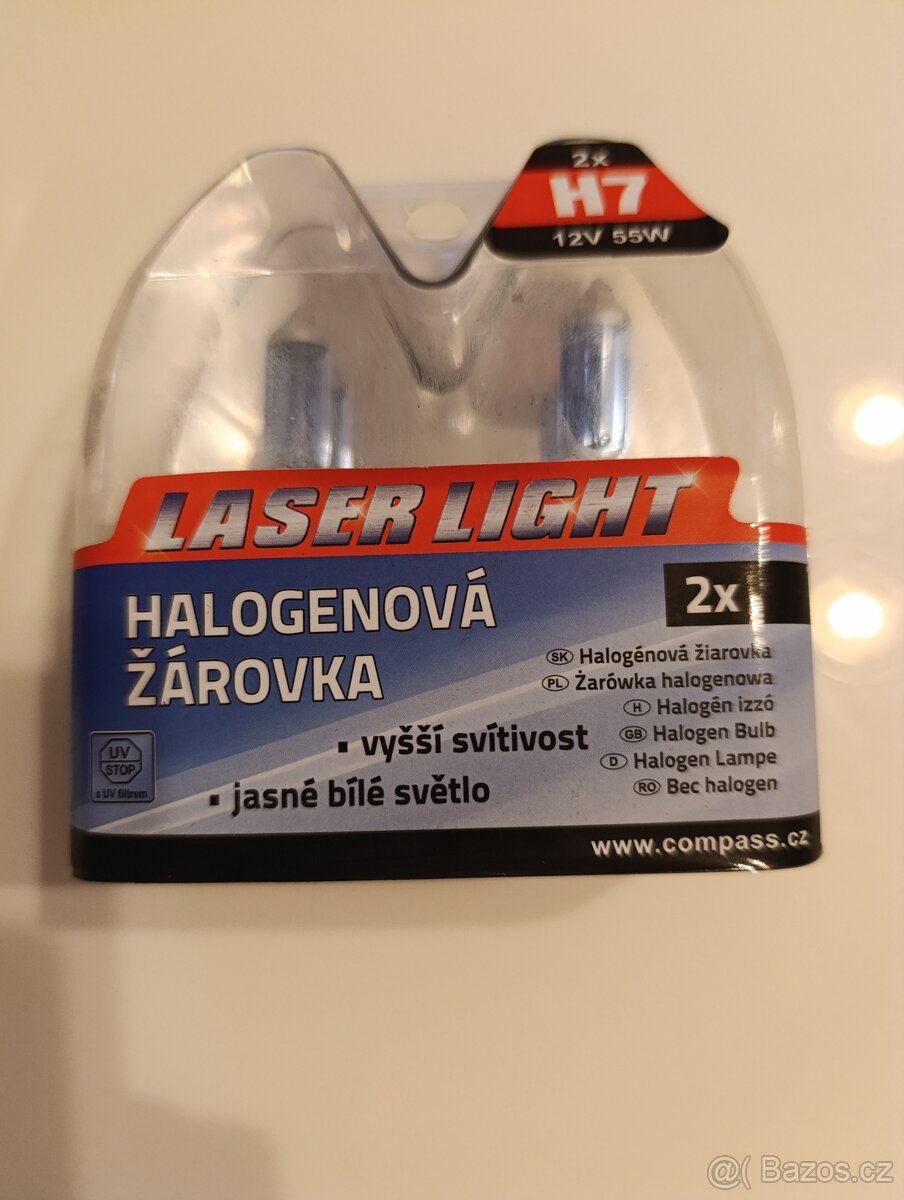 2x
H7
12V 55W
LASER LIGHT
HALOGENOVÁ
ŽÁROVKA
2x
SK Halogénová žiarovka
PL Żarówka halogenowa
H Halogén izzó
GB Halogen Bulb
D Halogen Lampe
RO Bec halogen
▪ vyšší svítivost
▪ jasné bílé světlo
UV
STOP
s UV filtrem
www.compass.cz
@( Bazos.cz